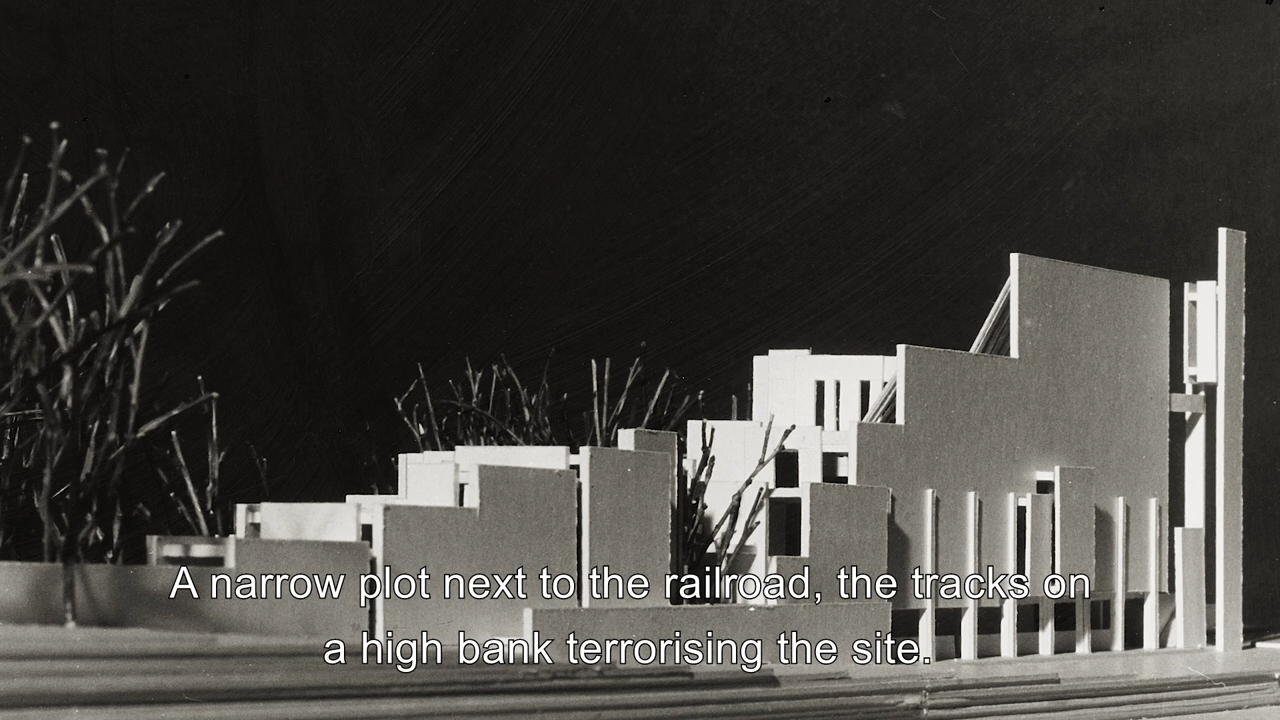 A narrow plot next to the railroad, the tracks on
a high bank terrorising the site.